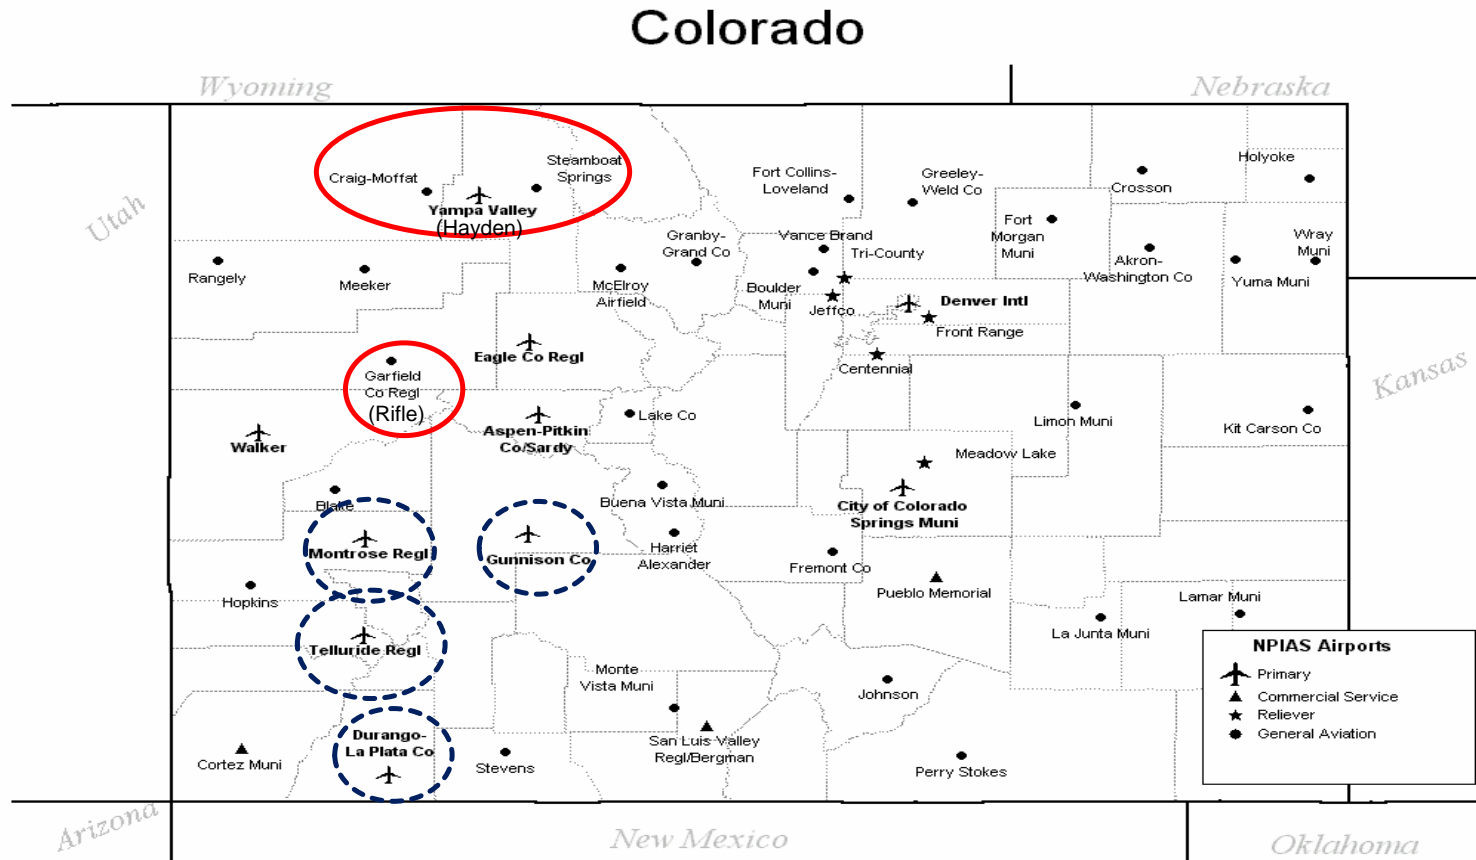 Colorado
Wyoming
Nebraska
Utah
Craig-Moffat
Steamboat
Springs
Yampa Valley
(Hayden)
Fort Collins-
Loveland
Greeley-
Weld Co
Crosson
Holyoke
Rangely
Meeker
McElroy
Airfield
Granby-
Grand Co
Vance Brand
Tri-County
Boulder
Muni
Jeffco
Fort
Morgan
Muni
Akron-
Washington Co
Wray
Muni
Yuma Muni
Denver Intl
Front Range
Centennial
Eagle Co Regl
Garfield
Co Regl
(Rifle)
Kansas
Walker
Aspen-Pitkin
Co/Sardy
Lake Co
Limon Muni
Kit Carson Co
Meadow Lake
Blake
Buena Vista Muni
City of Colorado
Springs Muni
Montrose Regl
Gunnison Co
Harriet
Alexander
Fremont Co
Pueblo Memorial
Hopkins
Lamar Muni
La Junta Muni
Telluride Regl
Monte
Vista Muni
Johnson
NPIAS Airports
Primary
Commercial Service
Reliever
General Aviation
Durango-
La Plata Co
Cortez Muni
Stevens
San Luis Valley
Regl/Bergman
Perry Stokes
Arizona
New Mexico
Oklahoma